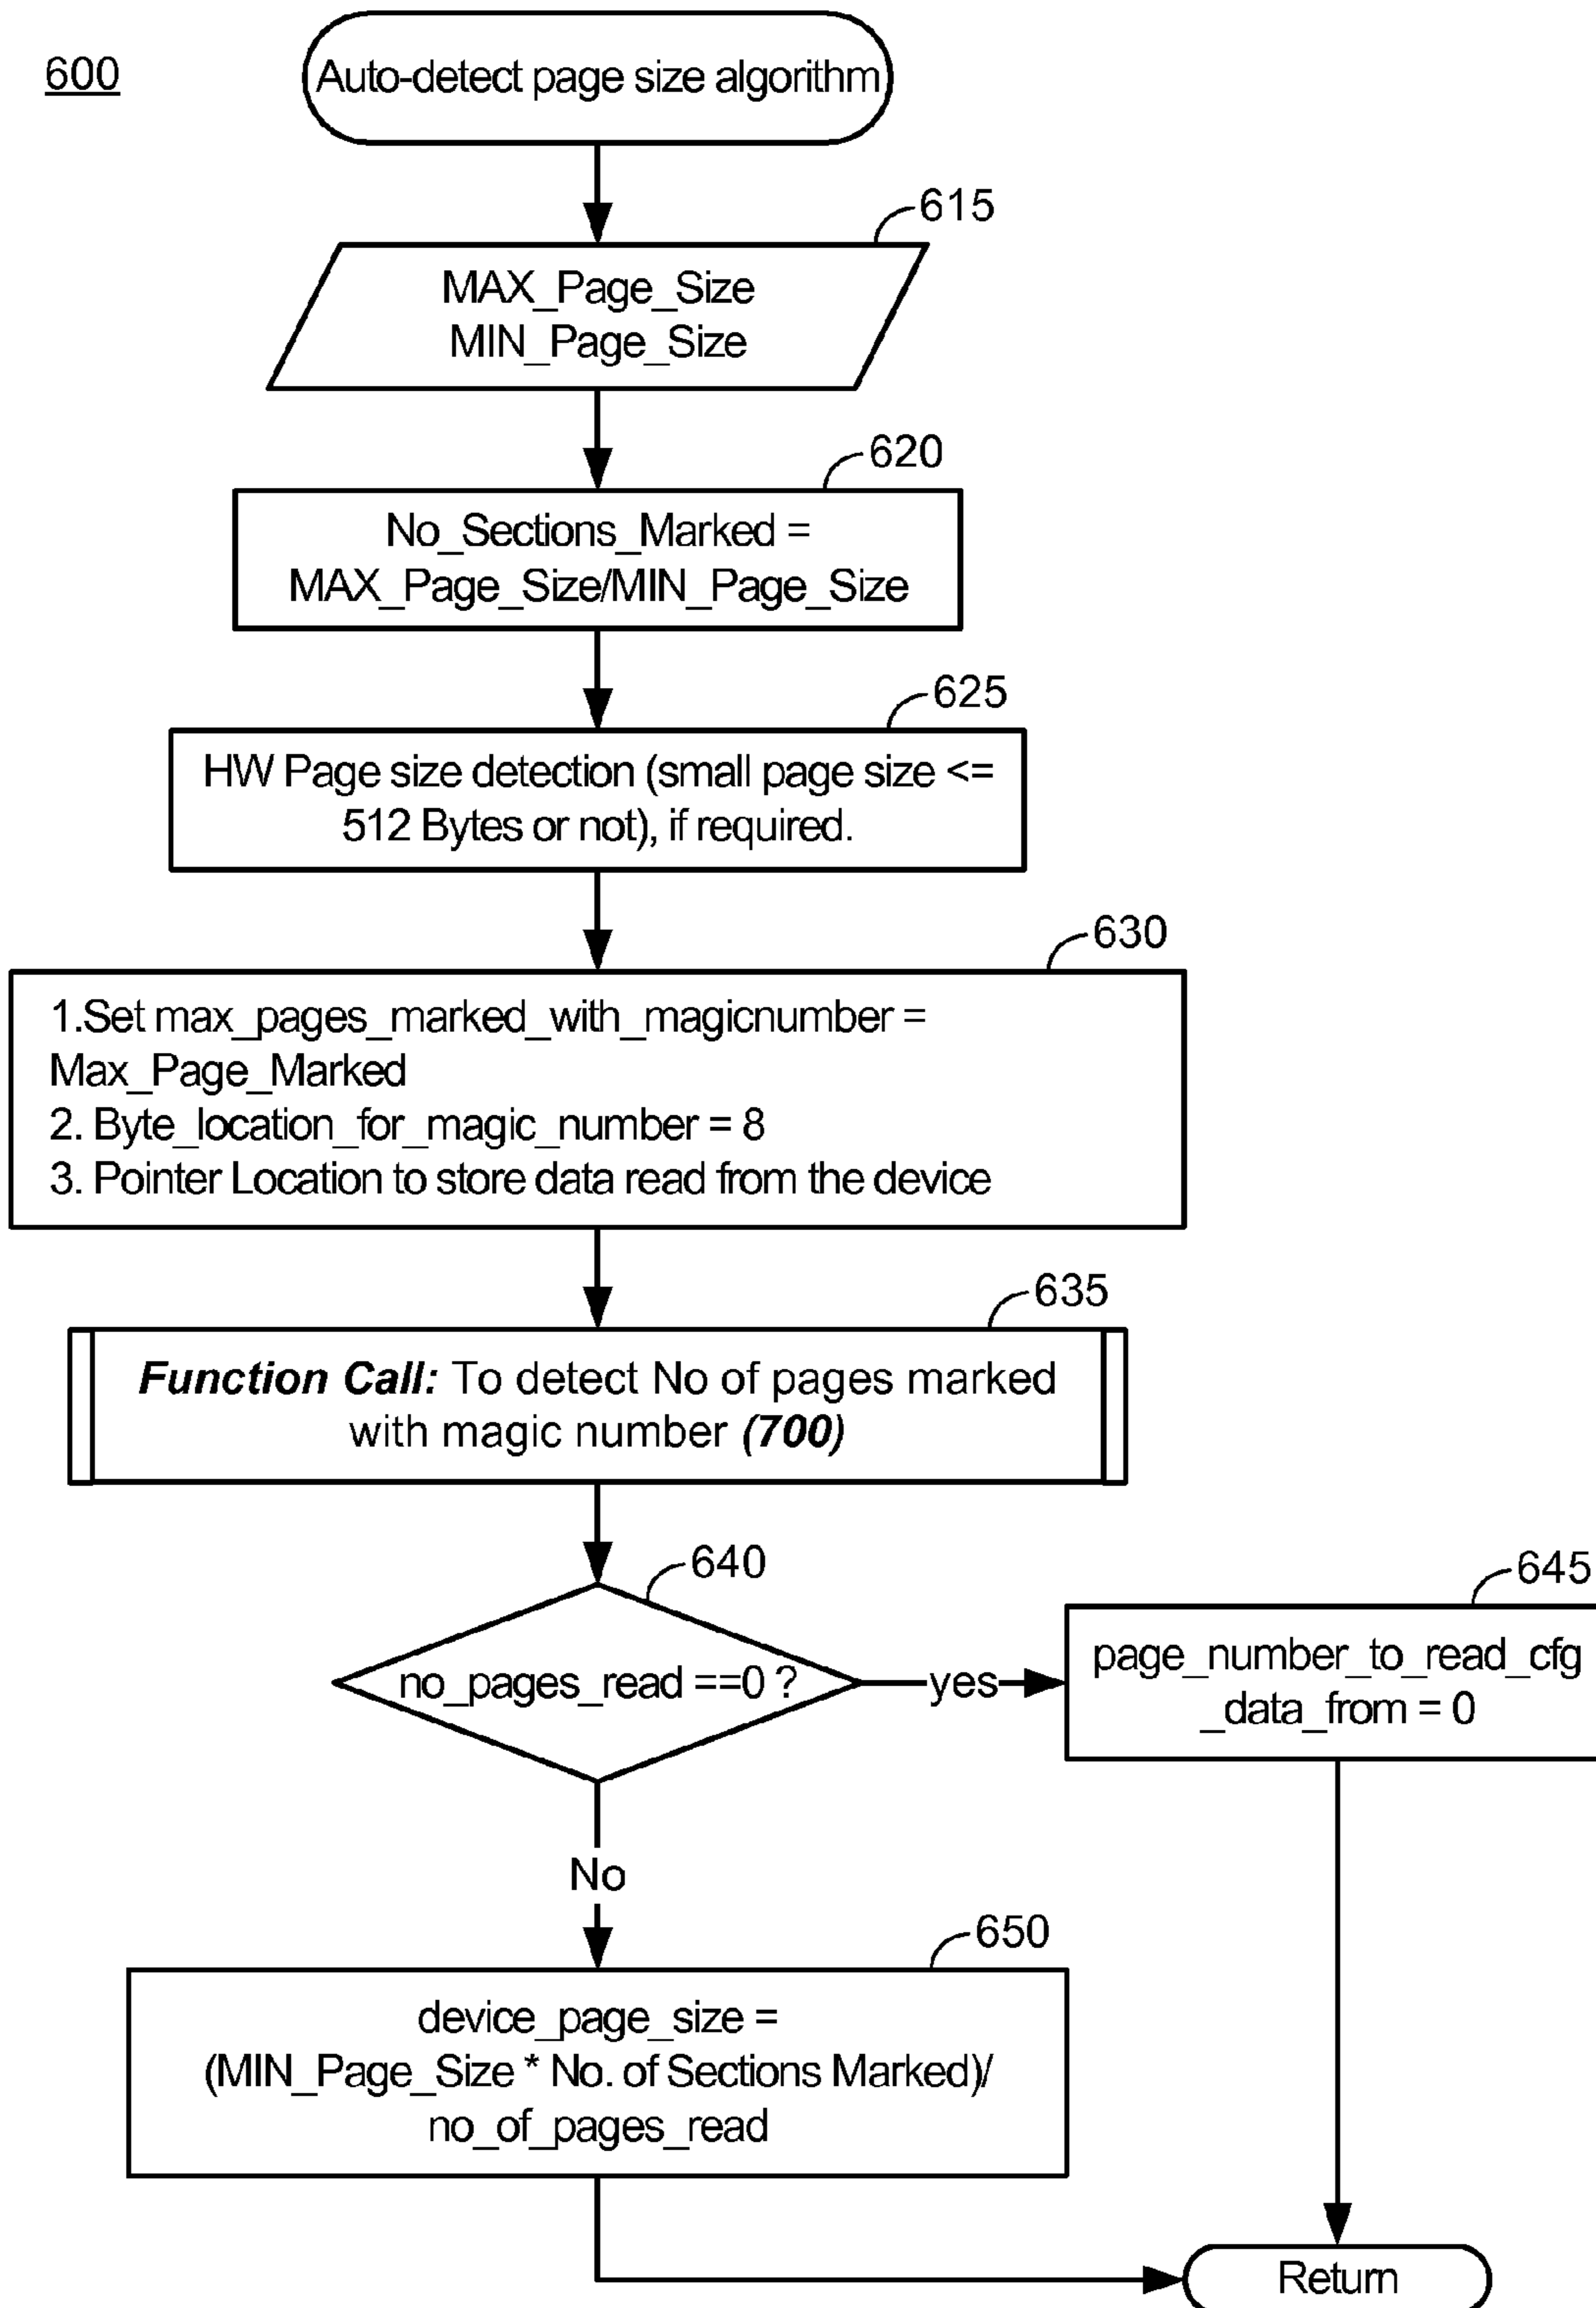 600
Auto-detect page size algorithm
615
MAX_Page_Size
MIN_Page_Size
620
No_Sections_Marked =
MAX_Page_Size/MIN_Page_Size
625
HW Page size detection (small page size <=
512 Bytes or not), if required.
630
1.Set max_pages_marked_with_magicnumber =
Max_Page_Marked
2. Byte_location_for_magic_number = 8
3. Pointer Location to store data read from the device
635
Function Call: To detect No of pages marked
with magic number (700)
640
no_pages_read ==0 ?
yes
645
page_number_to_read_cfg
_data_from = 0
No
650
device_page_size =
(MIN_Page_Size * No. of Sections Marked)/
no_of_pages_read
Return